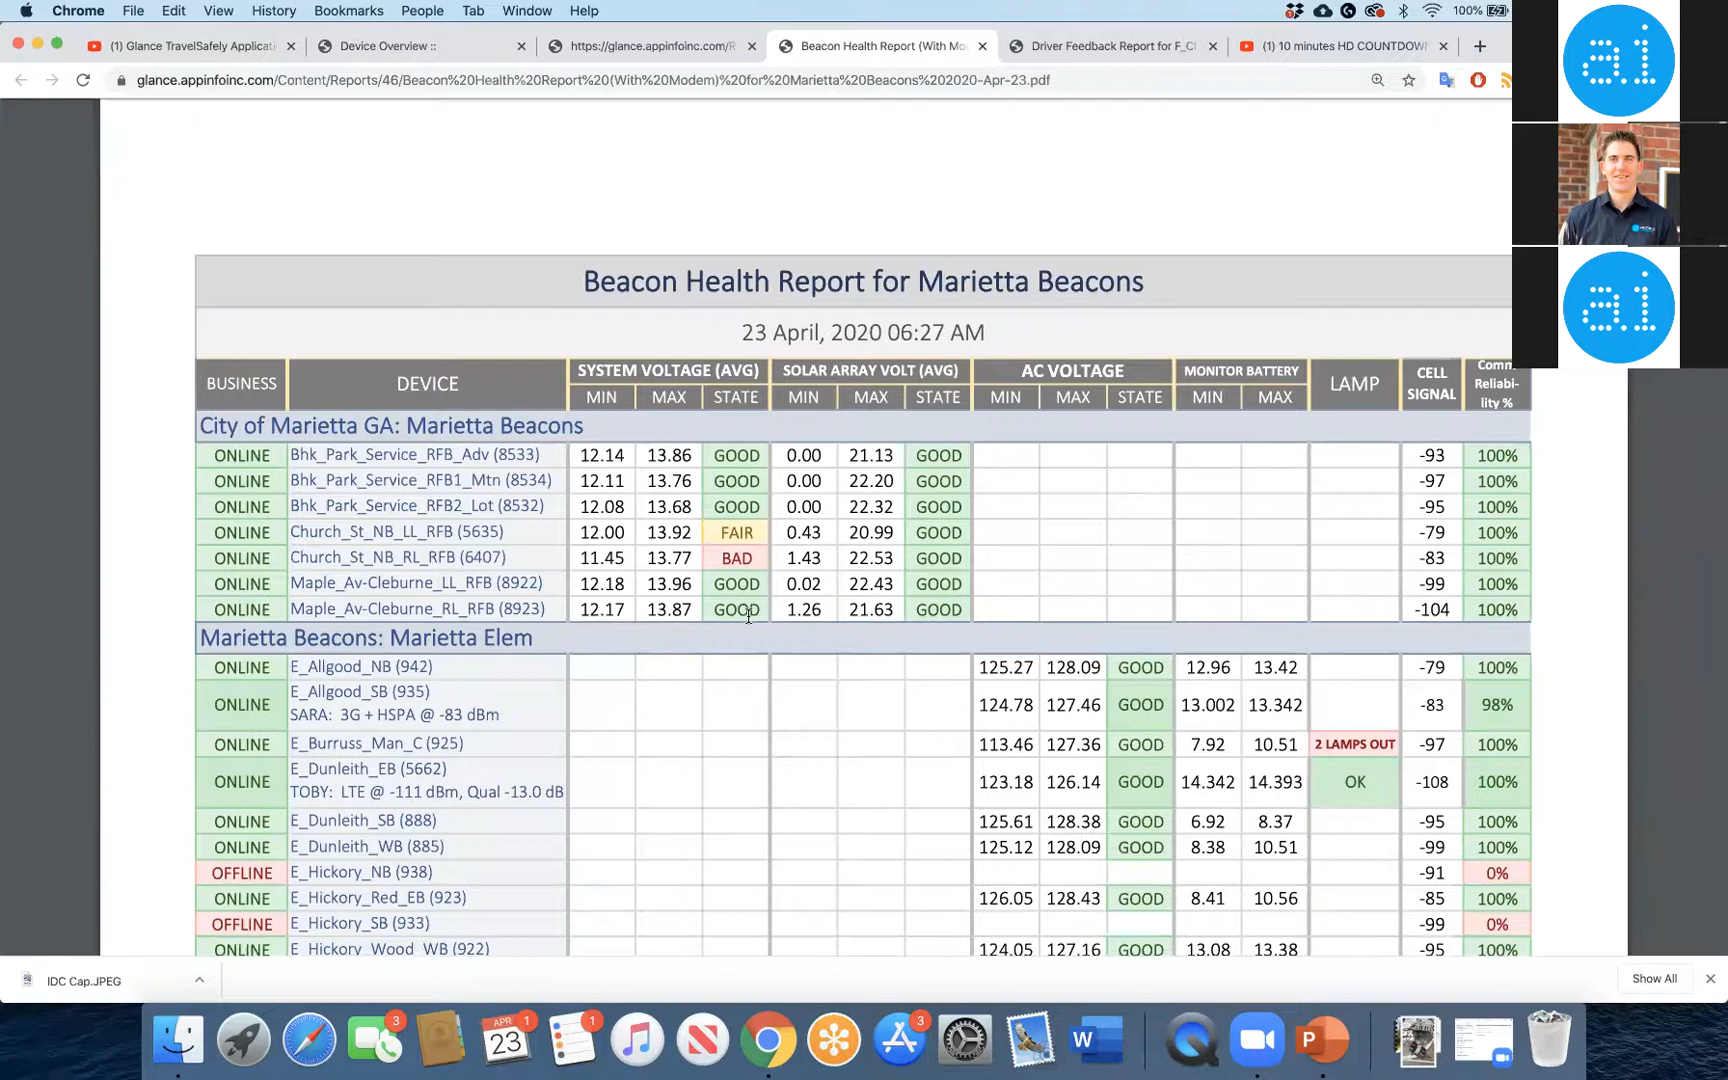 Chrome File Edit View History Bookmarks People Tab Window Help 100%
(1) Glance TravelSafely Applicati Device Overview :: https://glance.appinfoinc.com/R Beacon Health Report (With Mo Driver Feedback Report for F_Cl (1) 10 minutes HD COUNTDOW
glance.appinfoinc.com/Content/Reports/46/Beacon%20Health%20Report%20(With%20Modem)%20for%20Marietta%20Beacons%202020-Apr-23.pdf
ai
ai
Beacon Health Report for Marietta Beacons
23 April, 2020 06:27 AM
BUSINESS DEVICE SYSTEM VOLTAGE (AVG) SOLAR ARRAY VOLT (AVG) AC VOLTAGE MONITOR BATTERY LAMP CELL SIGNAL Comm Reliabi-lity %
MIN MAX STATE MIN MAX STATE MIN MAX STATE MIN MAX
City of Marietta GA: Marietta Beacons
ONLINE Bhk_Park_Service_RFB_Adv (8533) 12.14 13.86 GOOD 0.00 21.13 GOOD -93 100%
ONLINE Bhk_Park_Service_RFB1_Mtn (8534) 12.11 13.76 GOOD 0.00 22.20 GOOD -97 100%
ONLINE Bhk_Park_Service_RFB2_Lot (8532) 12.08 13.68 GOOD 0.00 22.32 GOOD -95 100%
ONLINE Church_St_NB_LL_RFB (5635) 12.00 13.92 FAIR 0.43 20.99 GOOD -79 100%
ONLINE Church_St_NB_RL_RFB (6407) 11.45 13.77 BAD 1.43 22.53 GOOD -83 100%
ONLINE Maple_Av-Cleburne_LL_RFB (8922) 12.18 13.96 GOOD 0.02 22.43 GOOD -99 100%
ONLINE Maple_Av-Cleburne_RL_RFB (8923) 12.17 13.87 GOOD 1.26 21.63 GOOD -104 100%
Marietta Beacons: Marietta Elem
ONLINE E_Allgood_NB (942) 125.27 128.09 GOOD 12.96 13.42 -79 100%
ONLINE E_Allgood_SB (935) 124.78 127.46 GOOD 13.002 13.342 -83 98%
SARA: 3G + HSPA @ -83 dBm
ONLINE E_Burruss_Man_C (925) 113.46 127.36 GOOD 7.92 10.51 2 LAMPS OUT -97 100%
ONLINE E_Dunleith_EB (5662) 123.18 126.14 GOOD 14.342 14.393 OK -108 100%
TOBY: LTE @ -111 dBm, Qual -13.0 dB
ONLINE E_Dunleith_SB (888) 125.61 128.38 GOOD 6.92 8.37 -95 100%
ONLINE E_Dunleith_WB (885) 125.12 128.09 GOOD 8.38 10.51 -99 100%
OFFLINE E_Hickory_NB (938) -91 0%
ONLINE E_Hickory_Red_EB (923) 126.05 128.43 GOOD 8.41 10.56 -85 100%
OFFLINE E_Hickory_SB (933) -99 0%
ONLINE E_Hickory_Wood_WB (922) 124.05 127.16 GOOD 13.08 13.38 -95 100%
IDC Cap.JPEG Show All
3 APR 23 1 1 3 W P